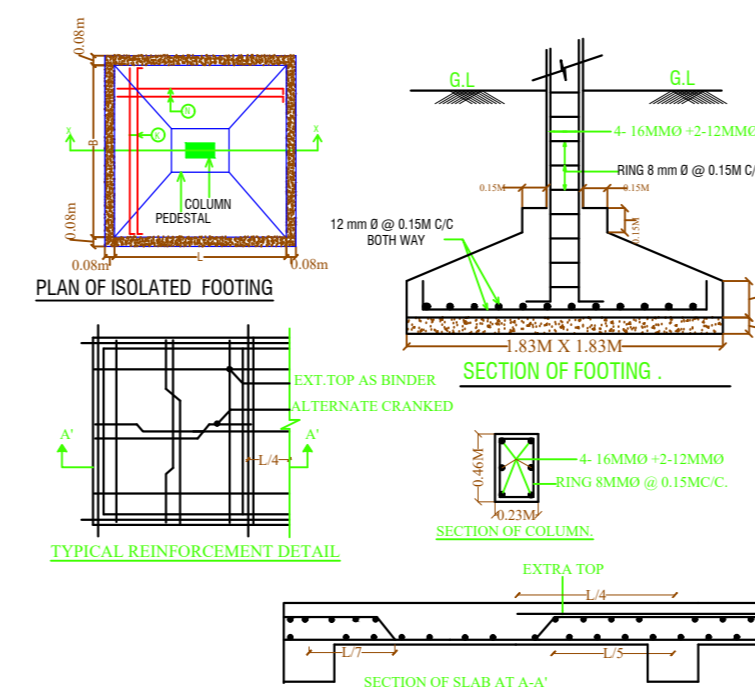 0.08m
x
x
N
K
B
COLUMN
PEDESTAL
0.08m
0.08m
L
0.08m
PLAN OF ISOLATED FOOTING
G.L
G.L
4- 16MMØ +2-12MMØ
RING 8 mm Ø @ 0.15M C/
0.15M
0.15M
0.15M
12 mm Ø @ 0.15M C/C
BOTH WAY
1.83M X 1.83M
SECTION OF FOOTING .
EXT.TOP AS BINDER
ALTERNATE CRANKED
A'
A'
L/4
TYPICAL REINFORCEMENT DETAIL
0.46M
4- 16MMØ +2-12MMØ
RING 8MMØ @ 0.15MC/C.
0.23M
SECTION OF COLUMN.
EXTRA TOP
L/4
L/7
L/5
SECTION OF SLAB AT A-A'